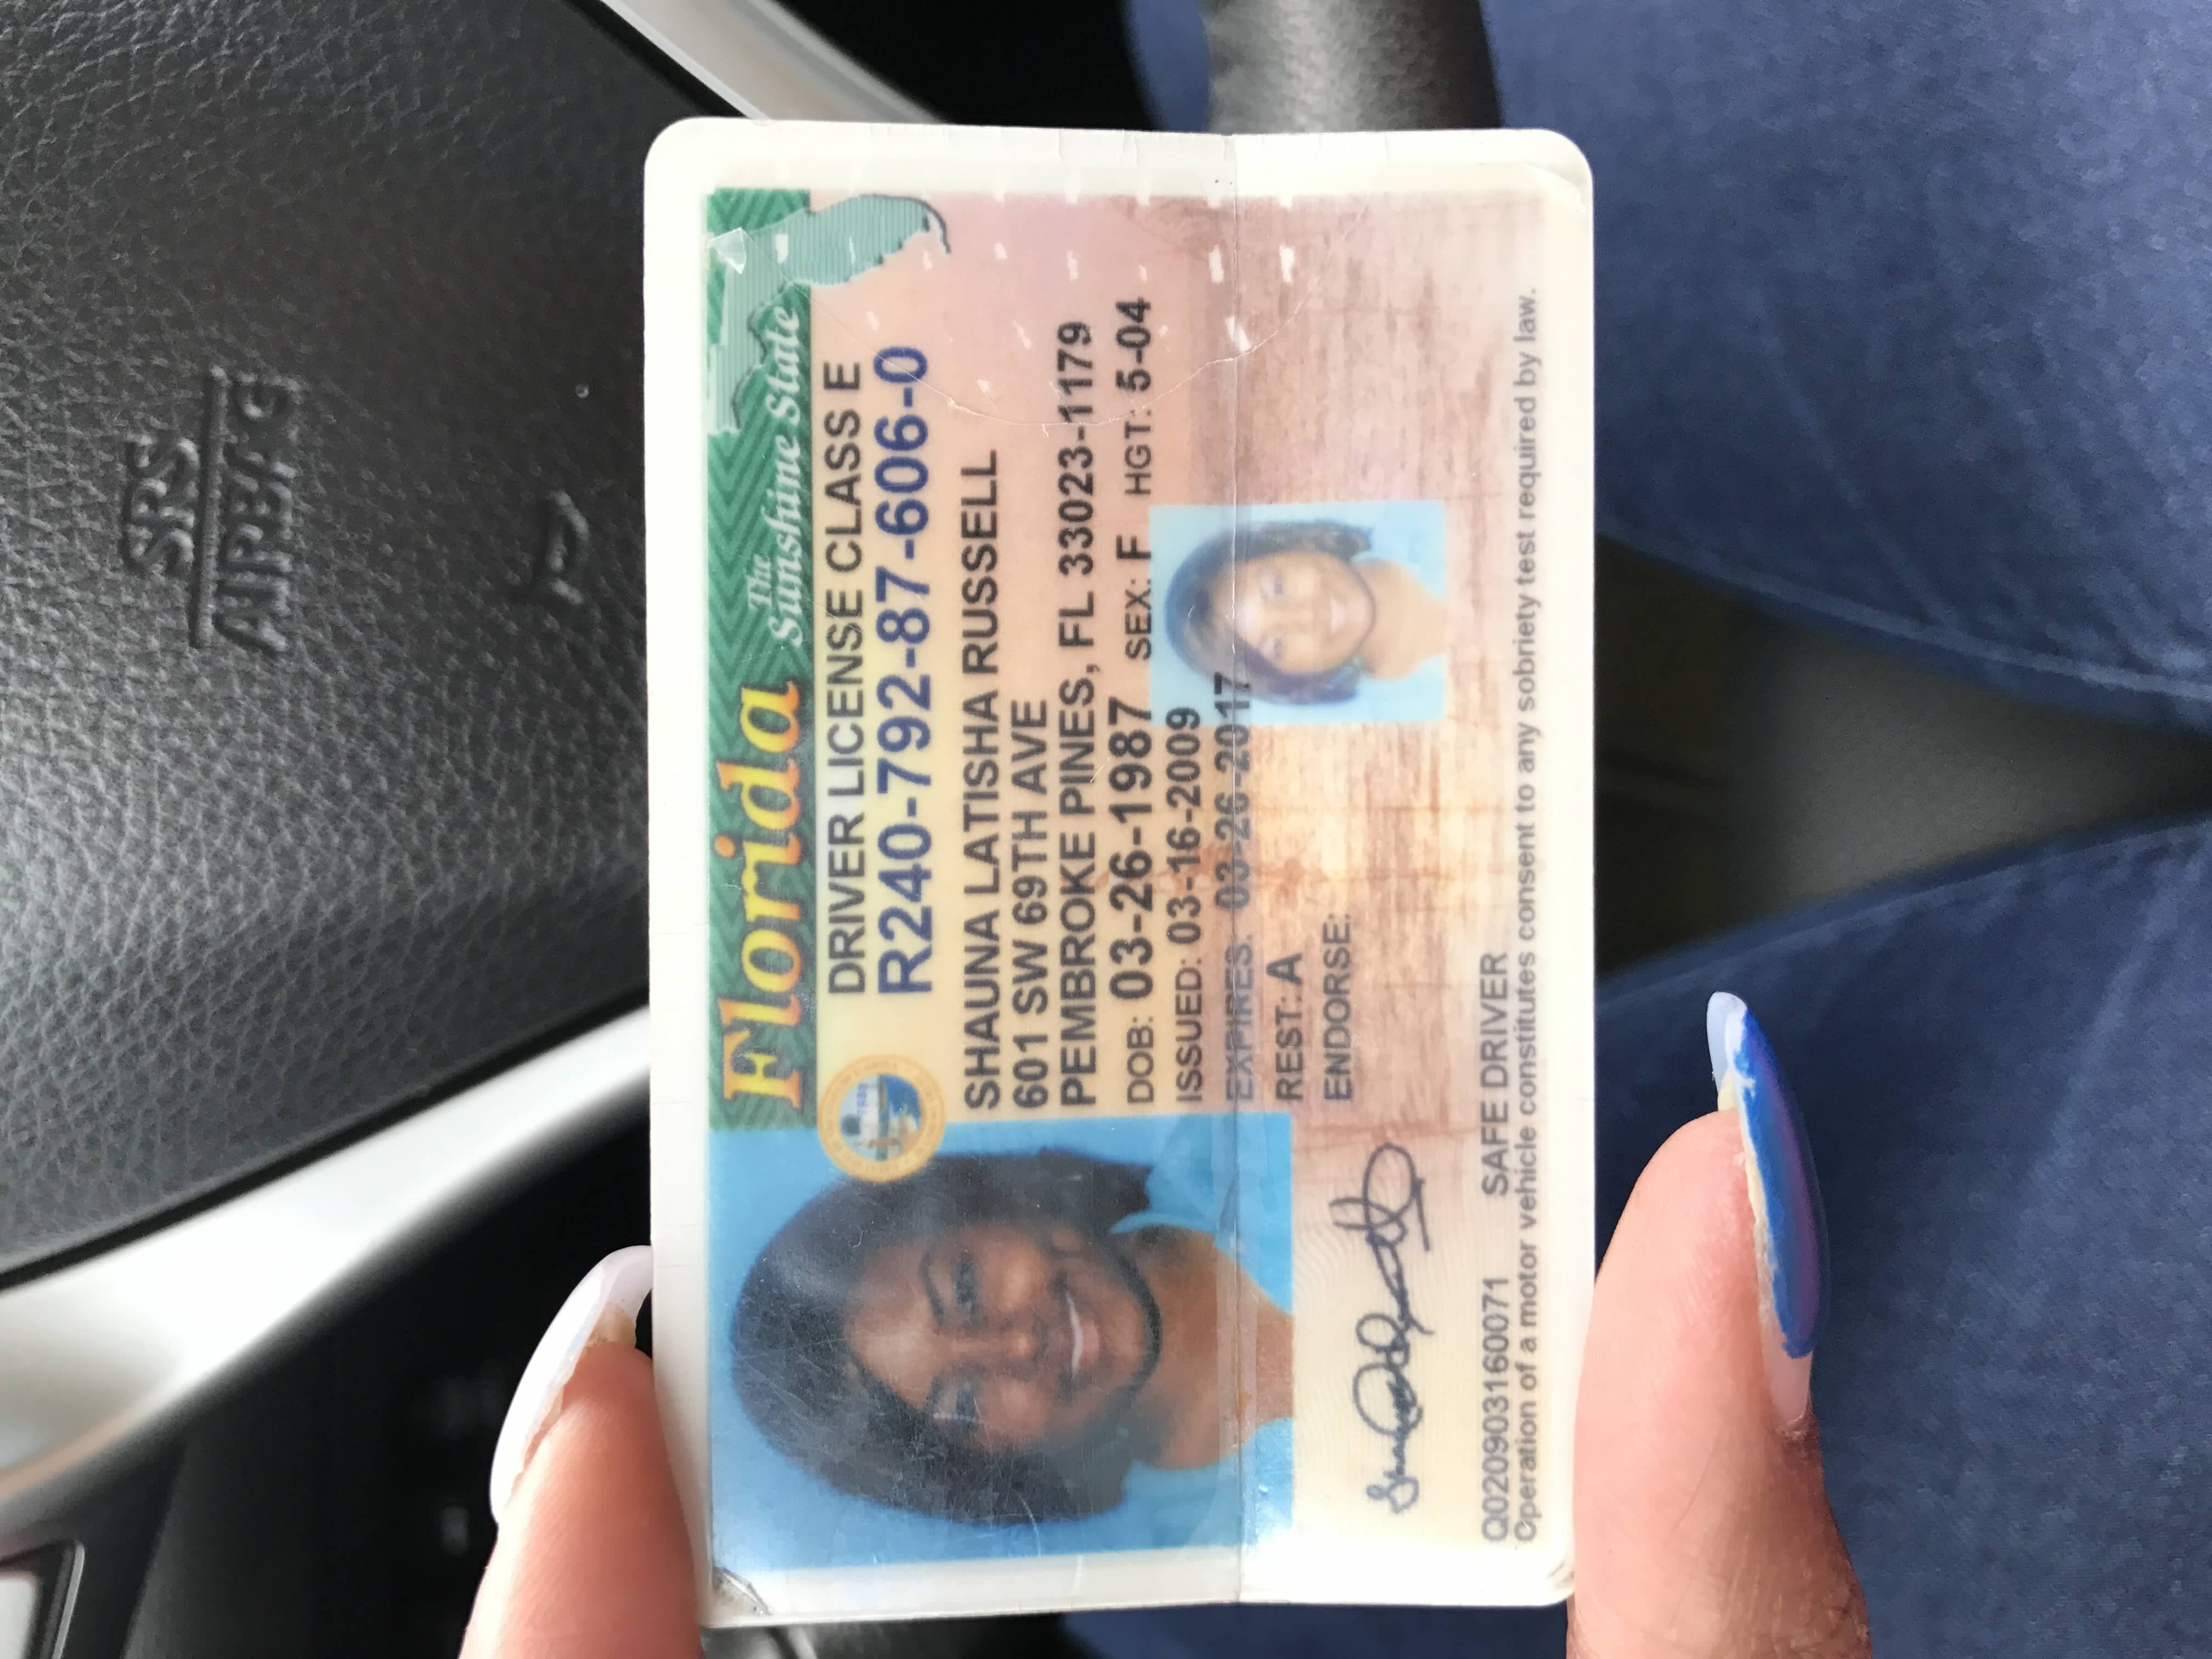 SRS
AIRBAG
Florida
The
Sunshine State
DRIVER LICENSE CLASS E
R240-792-87-606-0
SHAUNA LATISHA RUSSELL
601 SW 69TH AVE
PEMBROKE PINES, FL 33023-1179
DOB: 03-26-1987 SEX: F HGT: 5-04
ISSUED: 03-16-2009
EXPIRES: 03-26-2017
REST: A
ENDORSE:
Q020903160071 SAFE DRIVER
Operation of a motor vehicle constitutes consent to any sobriety test required by law.